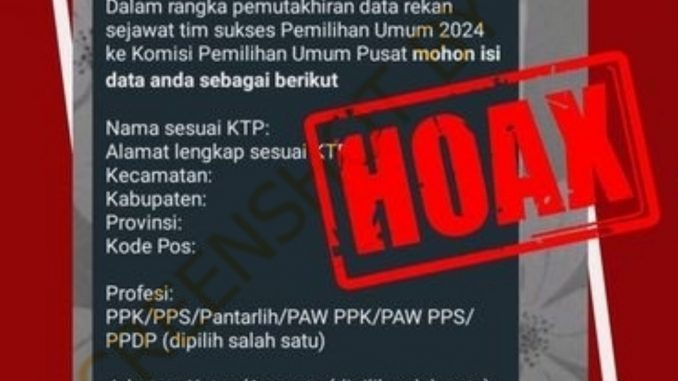 Dalam rangka pemutakhiran data rekan
sejawat tim sukses Pemilihan Umum 2024
ke Komisi Pemilihan Umum Pusat mohon isi
data anda sebagai berikut
Nama sesuai KTP:
Alamat lengkap sesuai KTP
Kecamatan:
Kabupaten:
Provinsi:
Kode Pos:
Profesi:
PPK/PPS/Pantarlih/PAW PPK/PAW PPS/
PPDP (dipilih salah satu)
HOAX